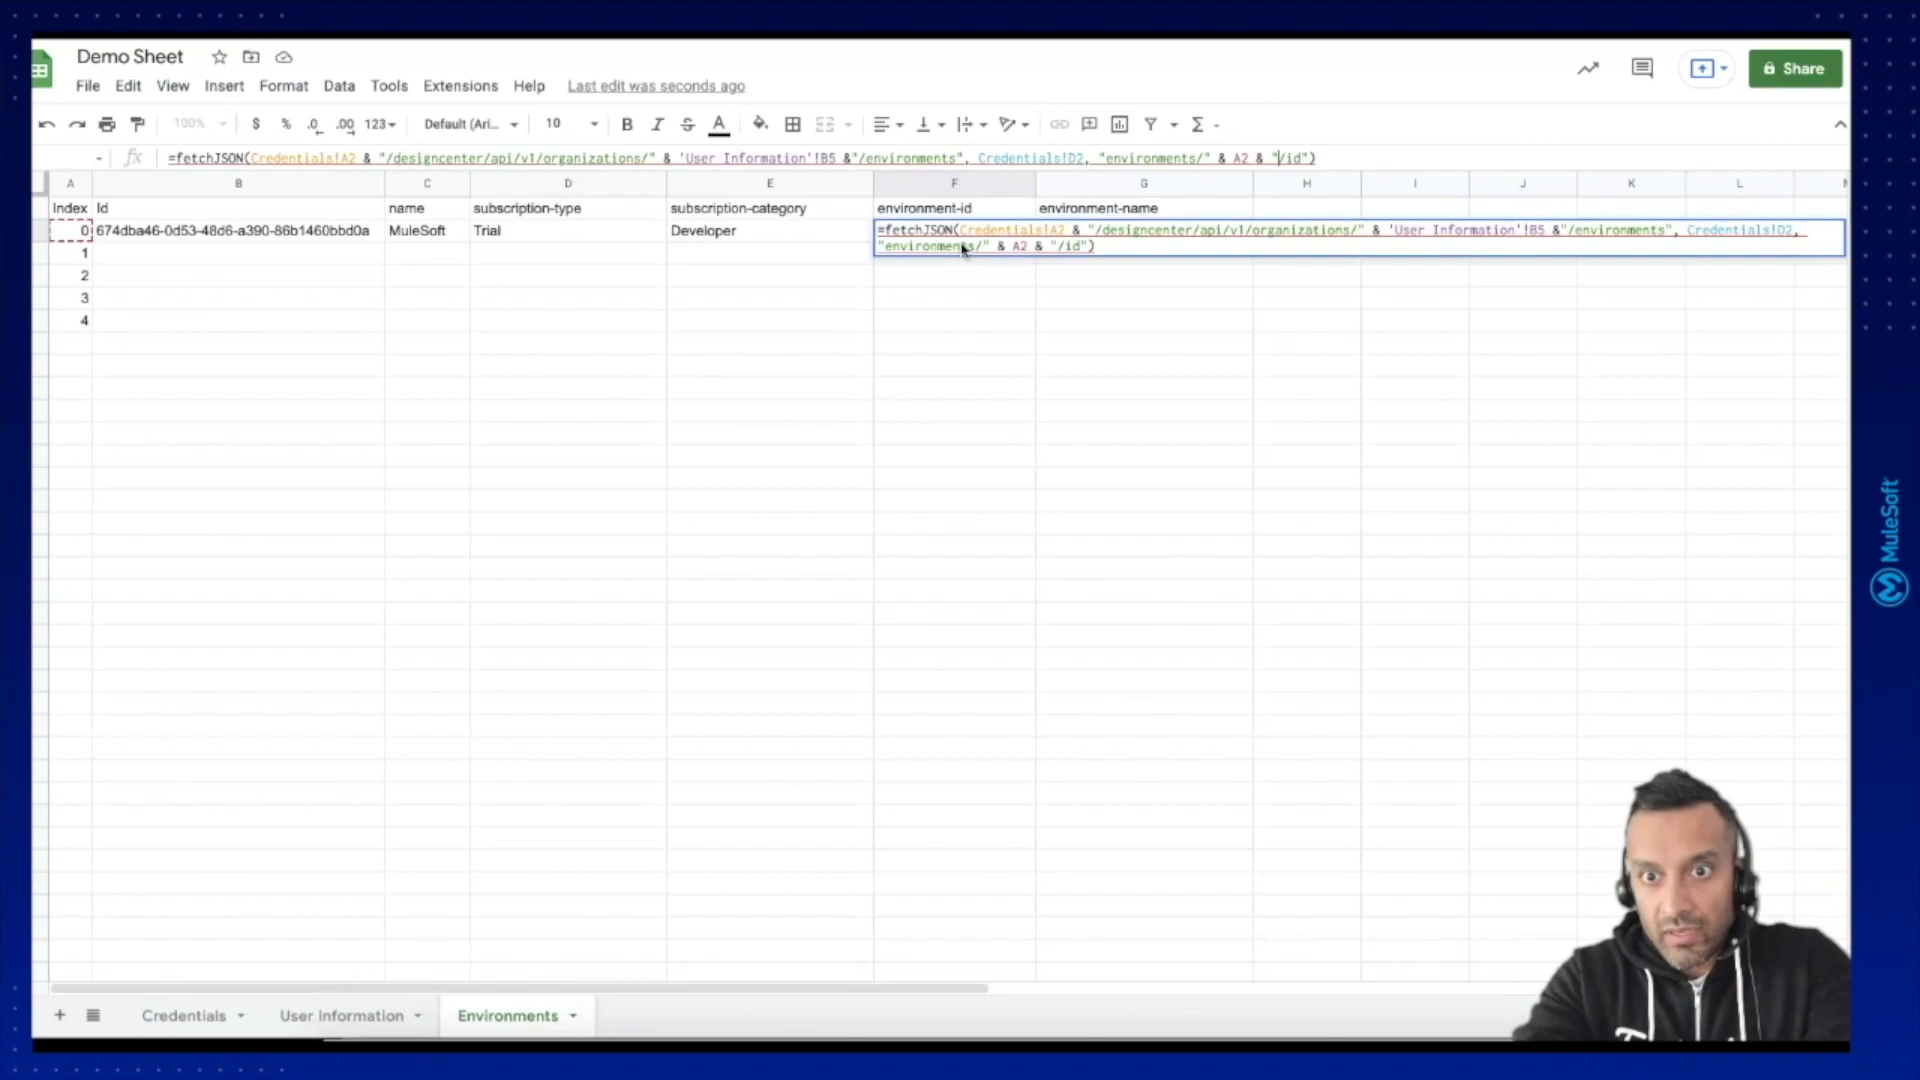 Demo Sheet
File Edit View Insert Format Data Tools Extensions Help Last edit was seconds ago
Share
100% $ % .0 .00 123 Default (Ari... 10 B I S A Σ
fx =fetchJSON(Credentials!A2 & "/designcenter/api/v1/organizations/" & 'User Information'!B5 &"/environments", Credentials!D2, "environments/" & A2 & "/id")
A B C D E F G H I J K L
Index Id name subscription-type subscription-category environment-id environment-name
0 674dba46-0d53-48d6-a390-86b1460bbd0a MuleSoft Trial Developer =fetchJSON(Credentials!A2 & "/designcenter/api/v1/organizations/" & 'User Information'!B5 &"/environments", Credentials!D2,
"environments/" & A2 & "/id")
1
2
3
4
MuleSoft
+ Credentials User Information Environments